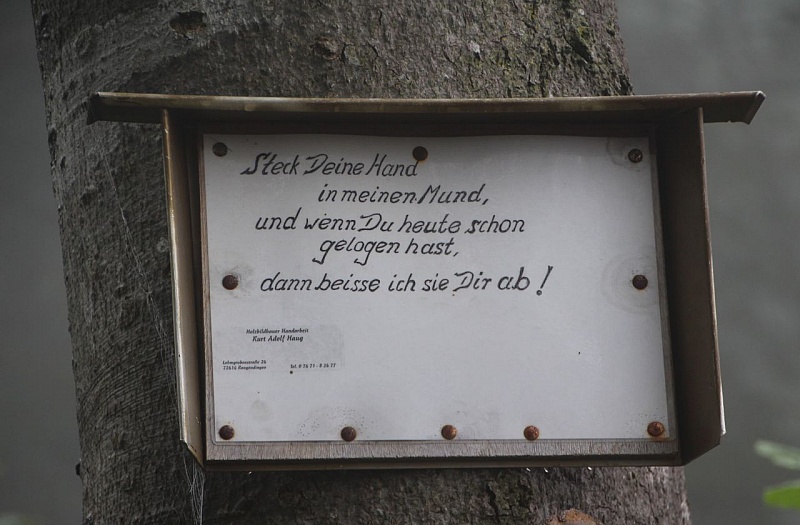 Steck Deine Hand
in meinen Mund,
und wenn Du heute schon
gelogen hast,
dann beisse ich sie Dir ab!
Holzbildhauer Handarbeit
Kurt Adolf Haug